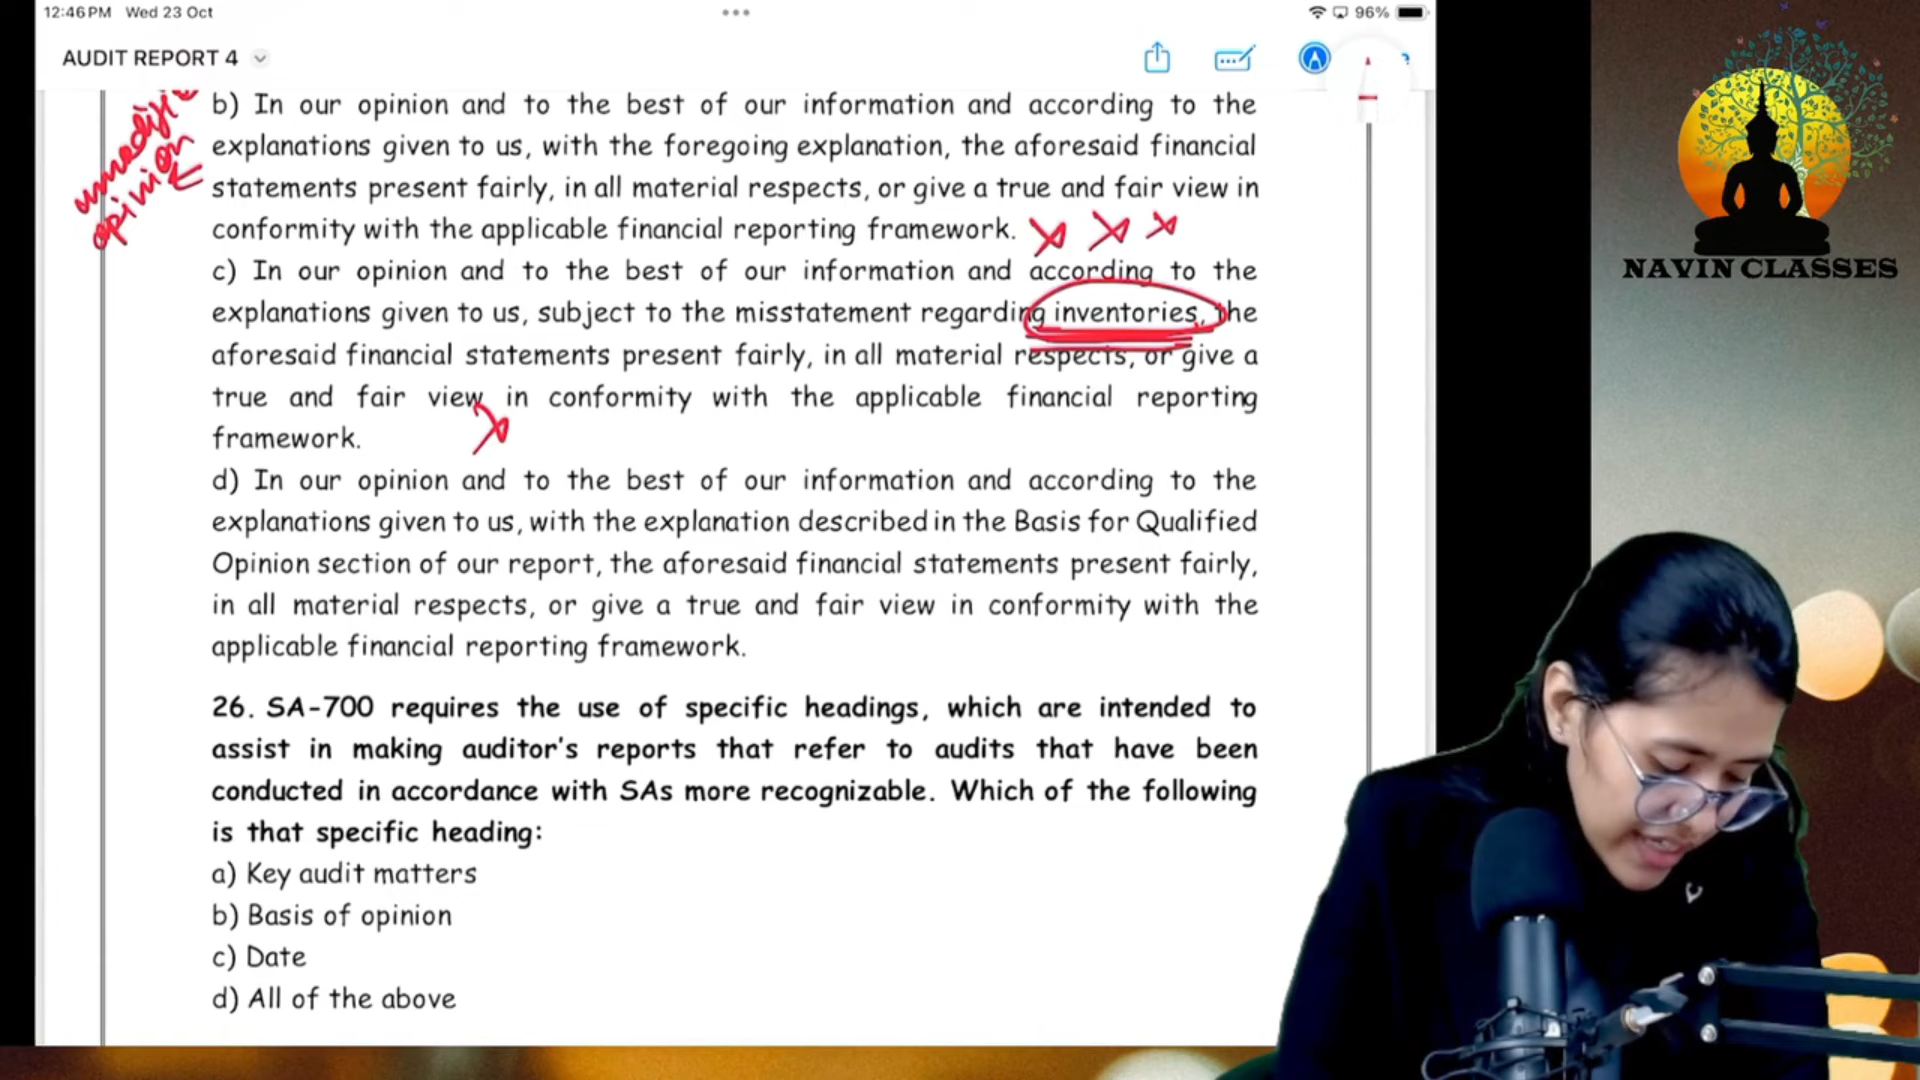 12:46 PM Wed 23 Oct
96%
AUDIT REPORT 4
b) In our opinion and to the best of our information and according to the
explanations given to us, with the foregoing explanation, the aforesaid financial
statements present fairly, in all material respects, or give a true and fair view in
conformity with the applicable financial reporting framework.
c) In our opinion and to the best of our information and according to the
explanations given to us, subject to the misstatement regarding inventories, the
aforesaid financial statements present fairly, in all material respects, or give a
true and fair view in conformity with the applicable financial reporting
framework.
d) In our opinion and to the best of our information and according to the
explanations given to us, with the explanation described in the Basis for Qualified
Opinion section of our report, the aforesaid financial statements present fairly,
in all material respects, or give a true and fair view in conformity with the
applicable financial reporting framework.
26. SA-700 requires the use of specific headings, which are intended to
assist in making auditor's reports that refer to audits that have been
conducted in accordance with SAs more recognizable. Which of the following
is that specific heading:
a) Key audit matters
b) Basis of opinion
c) Date
d) All of the above
opinion
NAVIN CLASSES